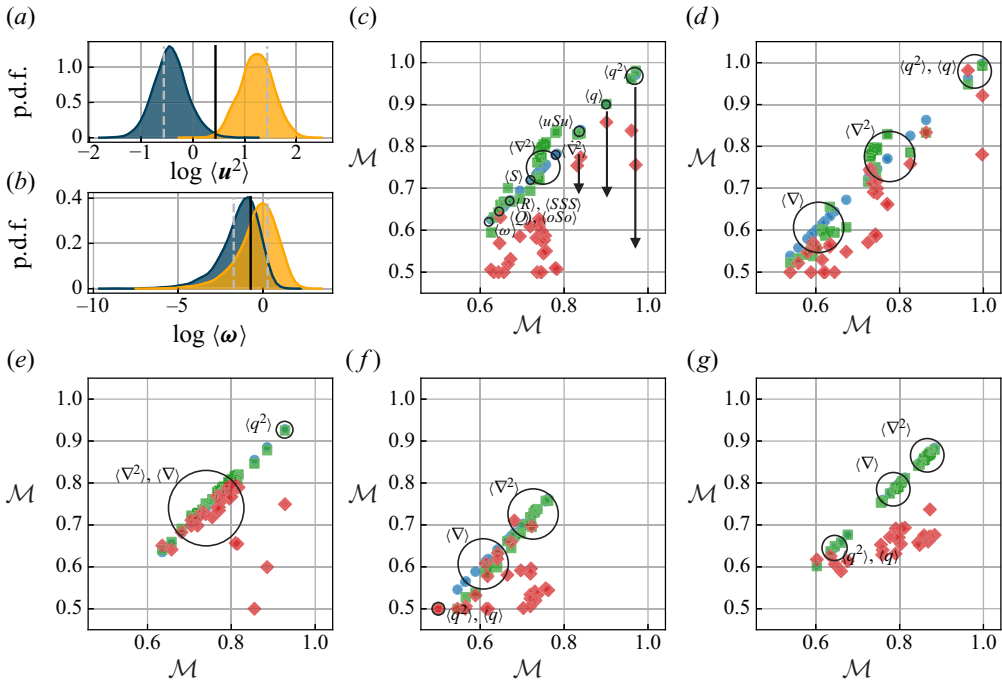 (a)
p.d.f.
1.0
0.5
0
−2
−1
0
1
2
log ⟨u²⟩
(b)
p.d.f.
0.4
0.2
0
−10
−5
0
log ⟨ω⟩
(c)
ℳ
1.0
0.9
0.8
0.7
0.6
0.5
0.6
0.8
1.0
ℳ
⟨q²⟩
⟨q⟩
⟨uSu⟩
⟨∇²⟩
⟨∇²⟩
⟨S⟩
⟨R⟩, ⟨SSS⟩
⟨Q⟩, ⟨oSo⟩
⟨ω⟩
(d)
ℳ
1.0
0.9
0.8
0.7
0.6
0.5
0.6
0.8
1.0
ℳ
⟨q²⟩, ⟨q⟩
⟨∇²⟩
⟨∇⟩
(e)
ℳ
1.0
0.9
0.8
0.7
0.6
0.5
0.6
0.8
1.0
ℳ
⟨q²⟩
⟨∇²⟩, ⟨∇⟩
(f)
ℳ
1.0
0.9
0.8
0.7
0.6
0.5
0.6
0.8
1.0
ℳ
⟨∇²⟩
⟨∇⟩
⟨q²⟩, ⟨q⟩
(g)
ℳ
1.0
0.9
0.8
0.7
0.6
0.5
0.6
0.8
1.0
ℳ
⟨∇²⟩
⟨∇⟩
⟨q²⟩, ⟨q⟩